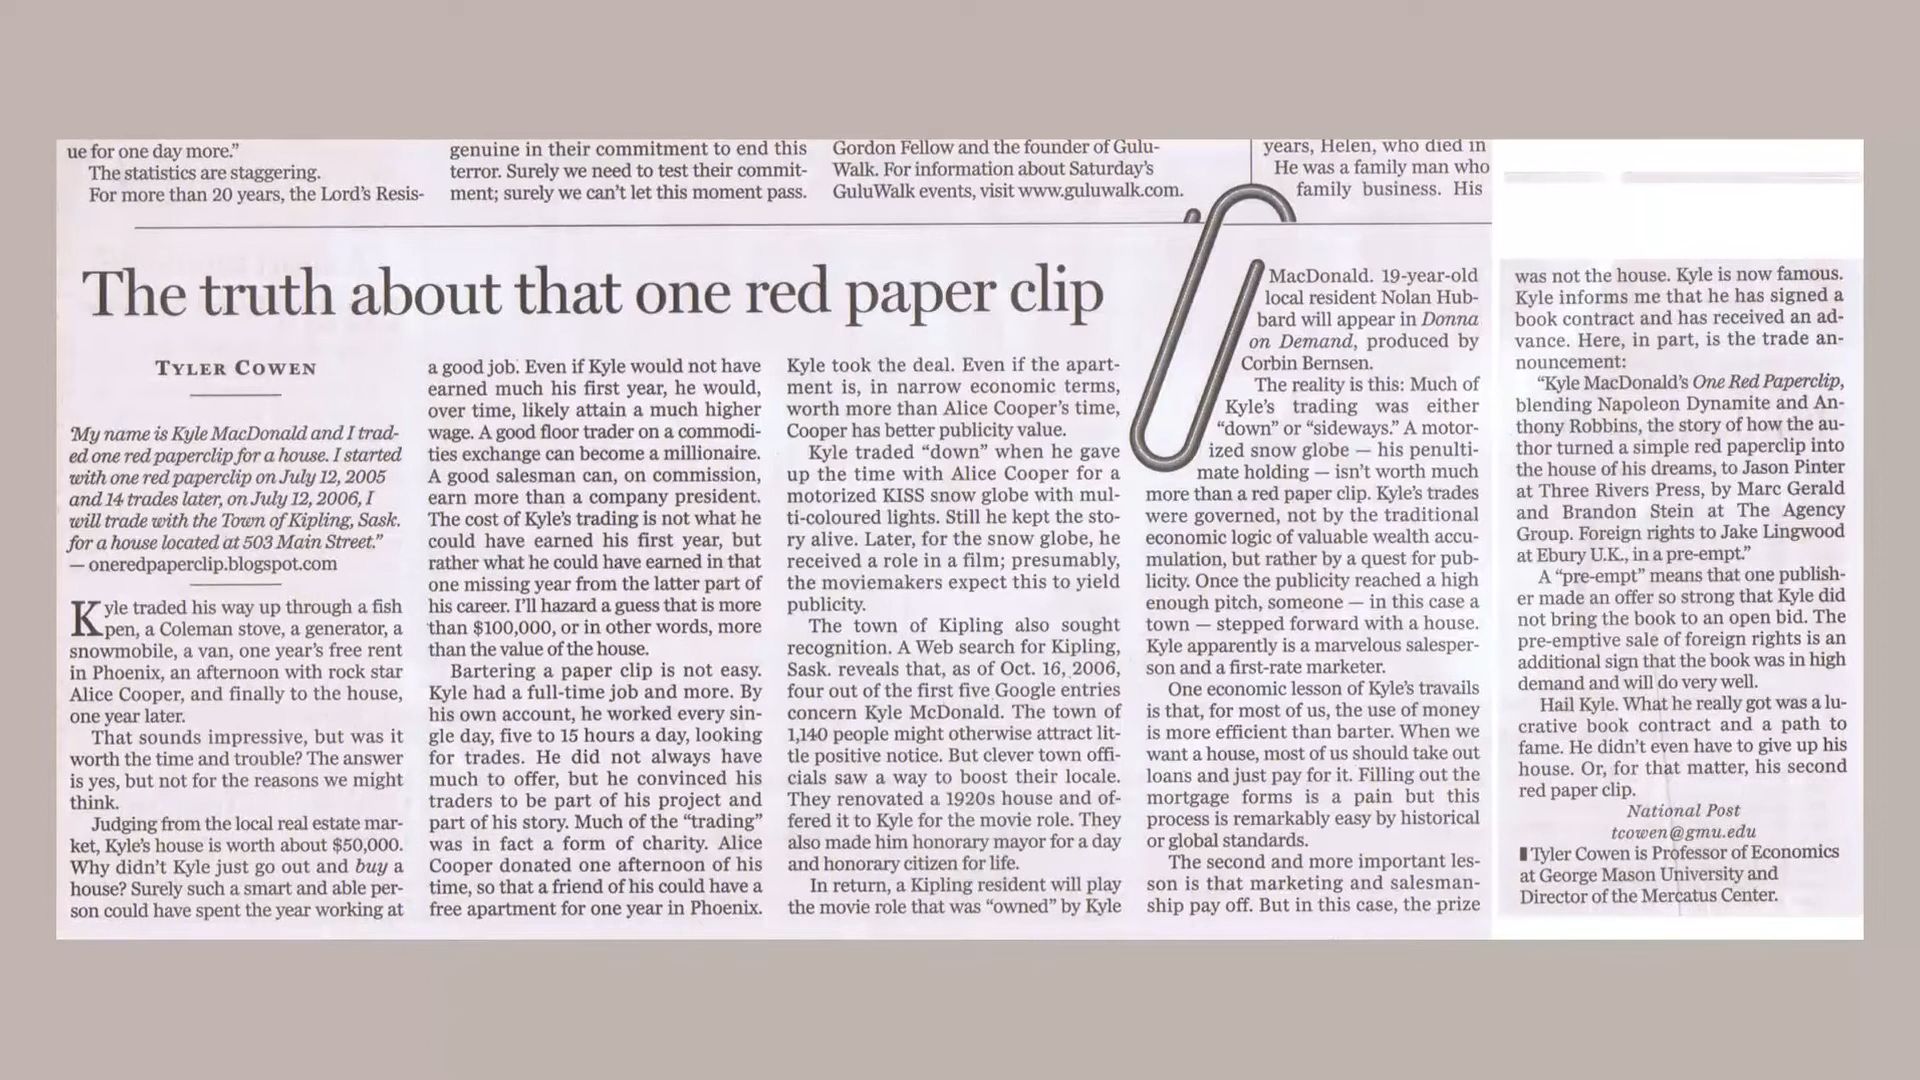 ue for one day more.”
The statistics are staggering.
For more than 20 years, the Lord’s Resis-
genuine in their commitment to end this
terror. Surely we need to test their commit-
ment; surely we can’t let this moment pass.
Gordon Fellow and the founder of Gulu-
Walk. For information about Saturday’s
GuluWalk events, visit www.guluwalk.com.
years, Helen, who died in
He was a family man who
family business. His
The truth about that one red paper clip
TYLER COWEN
‘My name is Kyle MacDonald and I trad-
ed one red paperclip for a house. I started
with one red paperclip on July 12, 2005
and 14 trades later, on July 12, 2006, I
will trade with the Town of Kipling, Sask.
for a house located at 503 Main Street.”
— oneredpaperclip.blogspot.com
Kyle traded his way up through a fish
pen, a Coleman stove, a generator, a
snowmobile, a van, one year’s free rent
in Phoenix, an afternoon with rock star
Alice Cooper, and finally to the house,
one year later.
That sounds impressive, but was it
worth the time and trouble? The answer
is yes, but not for the reasons we might
think.
Judging from the local real estate mar-
ket, Kyle’s house is worth about $50,000.
Why didn’t Kyle just go out and buy a
house? Surely such a smart and able per-
son could have spent the year working at
a good job. Even if Kyle would not have
earned much his first year, he would,
over time, likely attain a much higher
wage. A good floor trader on a commodi-
ties exchange can become a millionaire.
A good salesman can, on commission,
earn more than a company president.
The cost of Kyle’s trading is not what he
could have earned his first year, but
rather what he could have earned in that
one missing year from the latter part of
his career. I’ll hazard a guess that is more
than $100,000, or in other words, more
than the value of the house.
Bartering a paper clip is not easy.
Kyle had a full-time job and more. By
his own account, he worked every sin-
gle day, five to 15 hours a day, looking
for trades. He did not always have
much to offer, but he convinced his
traders to be part of his project and
part of his story. Much of the “trading”
was in fact a form of charity. Alice
Cooper donated one afternoon of his
time, so that a friend of his could have a
free apartment for one year in Phoenix.
Kyle took the deal. Even if the apart-
ment is, in narrow economic terms,
worth more than Alice Cooper’s time,
Cooper has better publicity value.
Kyle traded “down” when he gave
up the time with Alice Cooper for a
motorized KISS snow globe with mul-
ti-coloured lights. Still he kept the sto-
ry alive. Later, for the snow globe, he
received a role in a film; presumably,
the moviemakers expect this to yield
publicity.
The town of Kipling also sought
recognition. A Web search for Kipling,
Sask. reveals that, as of Oct. 16, 2006,
four out of the first five Google entries
concern Kyle McDonald. The town of
1,140 people might otherwise attract lit-
tle positive notice. But clever town offi-
cials saw a way to boost their locale.
They renovated a 1920s house and of-
fered it to Kyle for the movie role. They
also made him honorary mayor for a day
and honorary citizen for life.
In return, a Kipling resident will play
the movie role that was “owned” by Kyle
MacDonald. 19-year-old
local resident Nolan Hub-
bard will appear in Donna
on Demand, produced by
Corbin Bernsen.
The reality is this: Much of
Kyle’s trading was either
“down” or “sideways.” A motor-
ized snow globe — his penulti-
mate holding — isn’t worth much
more than a red paper clip. Kyle’s trades
were governed, not by the traditional
economic logic of valuable wealth accu-
mulation, but rather by a quest for pub-
licity. Once the publicity reached a high
enough pitch, someone — in this case a
town — stepped forward with a house.
Kyle apparently is a marvelous salesper-
son and a first-rate marketer.
One economic lesson of Kyle’s travails
is that, for most of us, the use of money
is more efficient than barter. When we
want a house, most of us should take out
loans and just pay for it. Filling out the
mortgage forms is a pain but this
process is remarkably easy by historical
or global standards.
The second and more important les-
son is that marketing and salesman-
ship pay off. But in this case, the prize
was not the house. Kyle is now famous.
Kyle informs me that he has signed a
book contract and has received an ad-
vance. Here, in part, is the trade an-
nouncement:
“Kyle MacDonald’s One Red Paperclip,
blending Napoleon Dynamite and An-
thony Robbins, the story of how the au-
thor turned a simple red paperclip into
the house of his dreams, to Jason Pinter
at Three Rivers Press, by Marc Gerald
and Brandon Stein at The Agency
Group. Foreign rights to Jake Lingwood
at Ebury U.K., in a pre-empt.”
A “pre-empt” means that one publish-
er made an offer so strong that Kyle did
not bring the book to an open bid. The
pre-emptive sale of foreign rights is an
additional sign that the book was in high
demand and will do very well.
Hail Kyle. What he really got was a lu-
crative book contract and a path to
fame. He didn’t even have to give up his
house. Or, for that matter, his second
red paper clip.
National Post
tcowen@gmu.edu
Tyler Cowen is Professor of Economics
at George Mason University and
Director of the Mercatus Center.